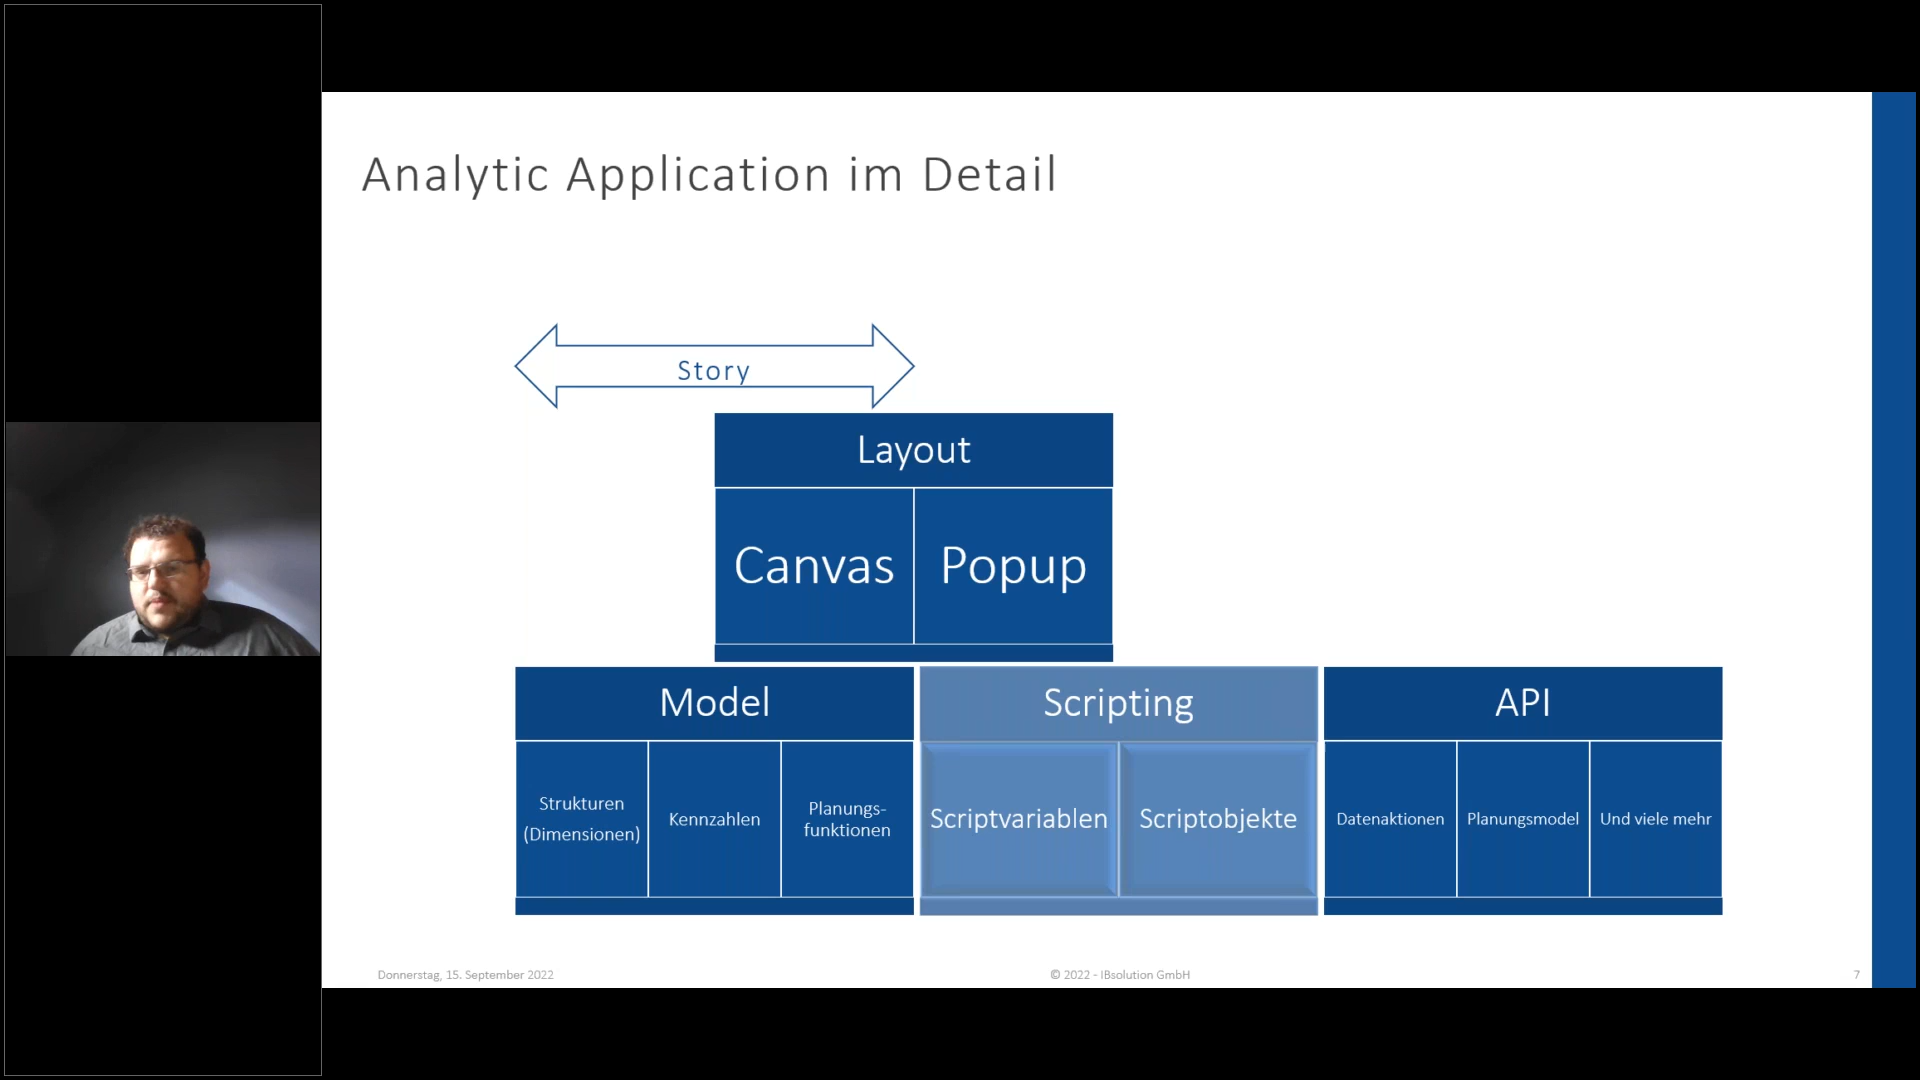 Analytic Application im Detail
Story
Layout
Canvas
Popup
Model
Strukturen
(Dimensionen)
Kennzahlen
Planungs-
funktionen
Scripting
Scriptvariablen
Scriptobjekte
API
Datenaktionen
Planungsmodel
Und viele mehr
Donnerstag, 15. September 2022
© 2022 - IBsolution GmbH
7